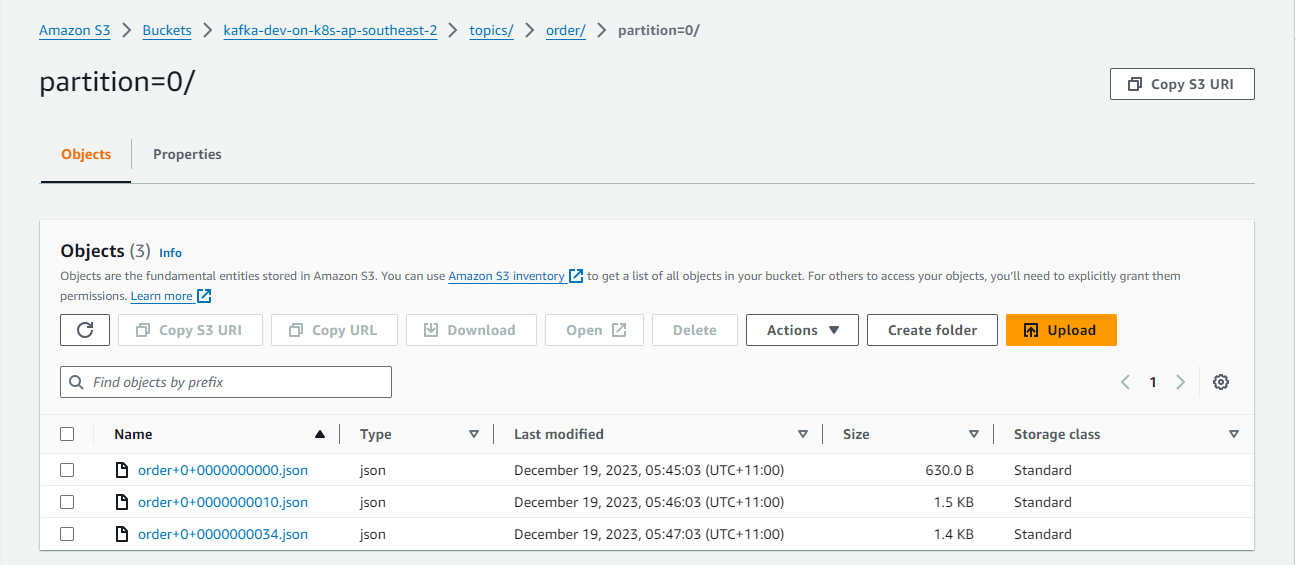 Amazon S3 > Buckets > kafka-dev-on-k8s-ap-southeast-2 > topics/ > order/ > partition=0/
partition=0/
Copy S3 URI
Objects Properties
Objects (3) Info
Objects are the fundamental entities stored in Amazon S3. You can use Amazon S3 inventory to get a list of all objects in your bucket. For others to access your objects, you'll need to explicitly grant them
permissions. Learn more
Copy S3 URI Copy URL Download Open Delete Actions Create folder Upload
Find objects by prefix 1
Name Type Last modified Size Storage class
order+0+0000000000.json json December 19, 2023, 05:45:03 (UTC+11:00) 630.0 B Standard
order+0+0000000010.json json December 19, 2023, 05:46:03 (UTC+11:00) 1.5 KB Standard
order+0+0000000034.json json December 19, 2023, 05:47:03 (UTC+11:00) 1.4 KB Standard